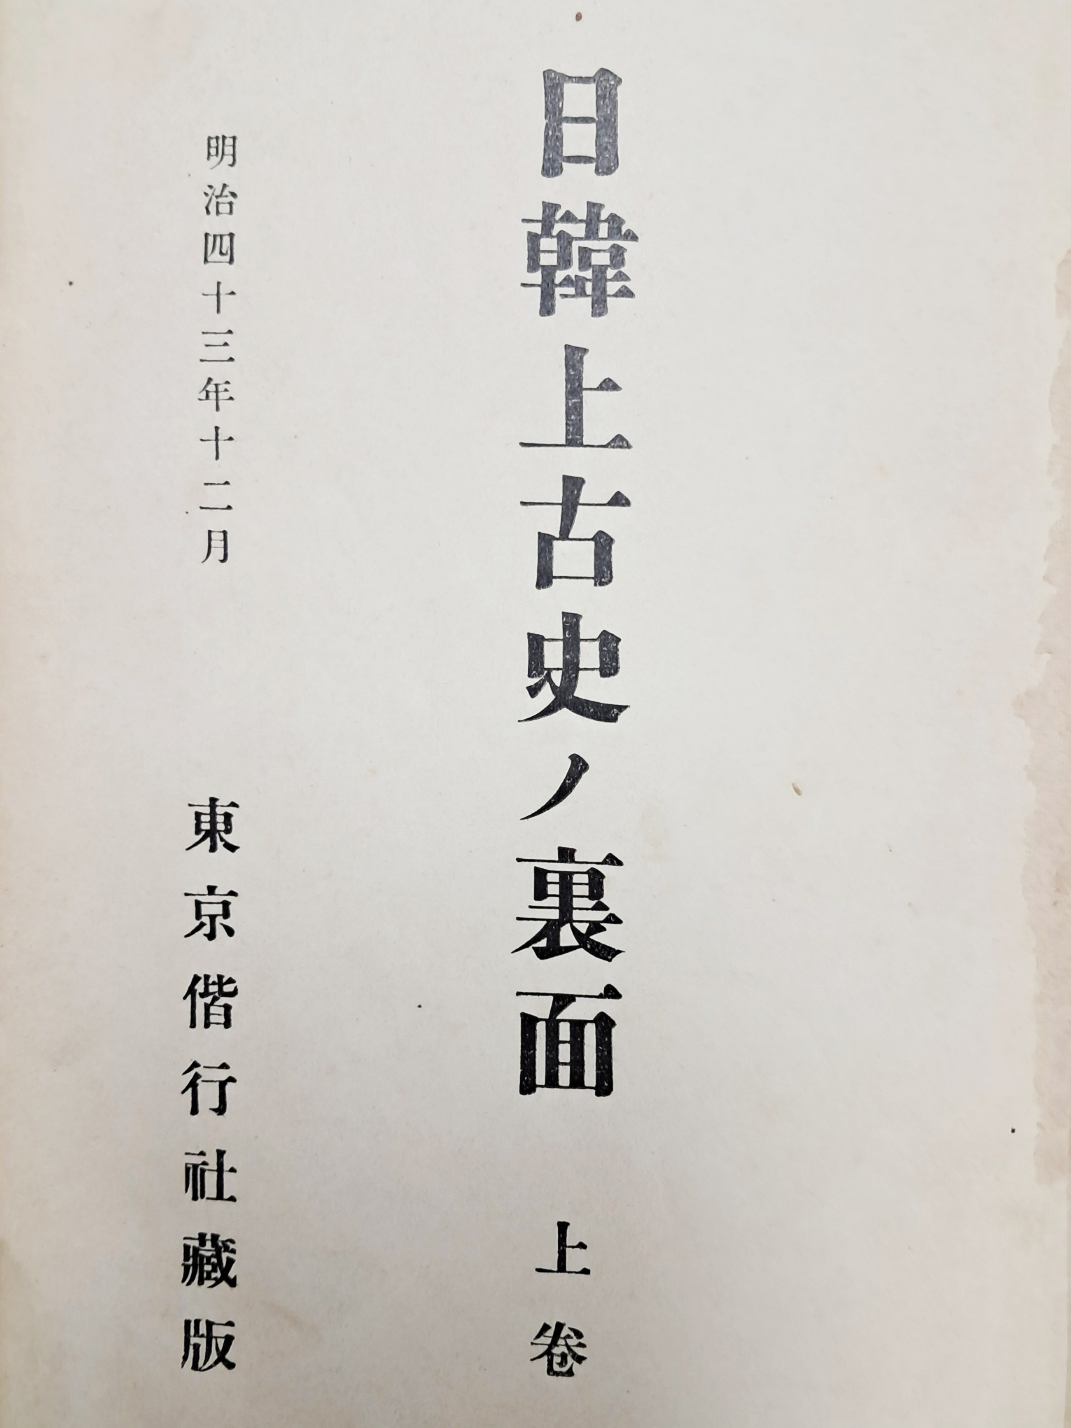 日韓上古史ノ裏面 上卷
明治四十三年十二月
東京偕行社藏版